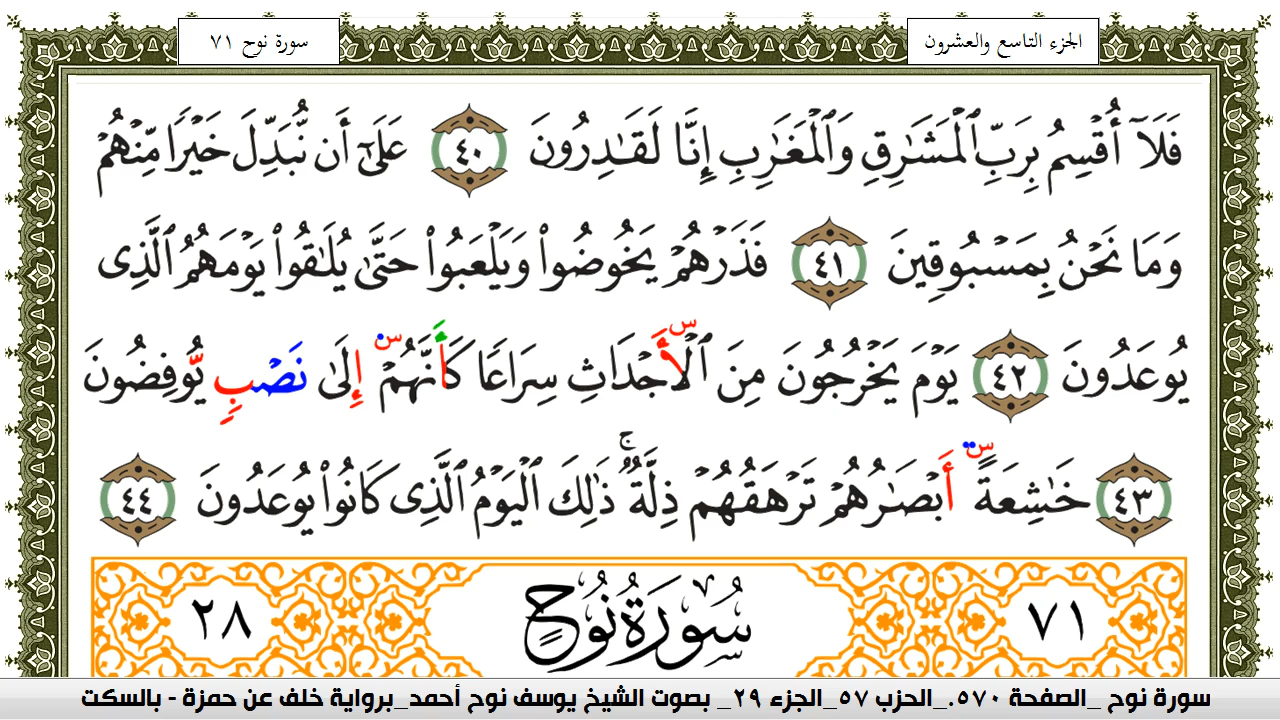 الجزء التاسع والعشرون
سورة نوح ٧١
فَلَآ أُقْسِمُ بِرَبِّ ٱلْمَشَٰرِقِ وَٱلْمَغَٰرِبِ إِنَّا لَقَٰدِرُونَ ٤٠ عَلَىٰٓ أَن نُّبَدِّلَ خَيْرًا مِّنْهُمْ
وَمَا نَحْنُ بِمَسْبُوقِينَ ٤١ فَذَرْهُمْ يَخُوضُوا۟ وَيَلْعَبُوا۟ حَتَّىٰ يُلَٰقُوا۟ يَوْمَهُمُ ٱلَّذِى
يُوعَدُونَ ٤٢ يَوْمَ يَخْرُجُونَ مِنَ ٱلْأَجْدَاثِ سِرَاعًا كَأَنَّهُمْ إِلَىٰ نَصْبٍ يُوفِضُونَ
٤٣ خَٰشِعَةً أَبْصَٰرُهُمْ تَرْهَقُهُمْ ذِلَّةٌ ۚ ذَٰلِكَ ٱلْيَوْمُ ٱلَّذِى كَانُوا۟ يُوعَدُونَ ٤٤
٧١ سُورَةُ نُوحٍ ٢٨
سورة نوح _الصفحة ٥٧٠._الحزب ٥٧_الجزء ٢٩_ بصوت الشيخ يوسف نوح أحمد_برواية خلف عن حمزة - بالسكت